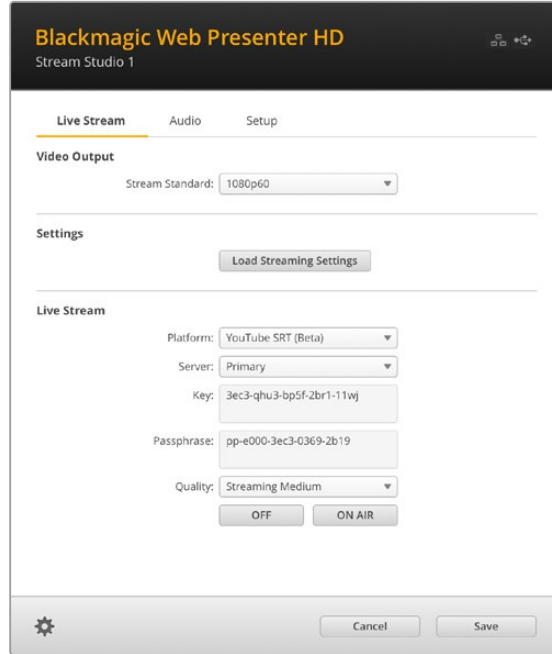 Blackmagic Web Presenter HD
Stream Studio 1
Live Stream Audio Setup
Video Output
Stream Standard: 1080p60
Settings
Load Streaming Settings
Live Stream
Platform: YouTube SRT (Beta)
Server: Primary
Key: 3ec3-qhu3-bp5f-2br1-11wj
Passphrase: pp-e000-3ec3-0369-2b19
Quality: Streaming Medium
OFF ON AIR
Cancel Save